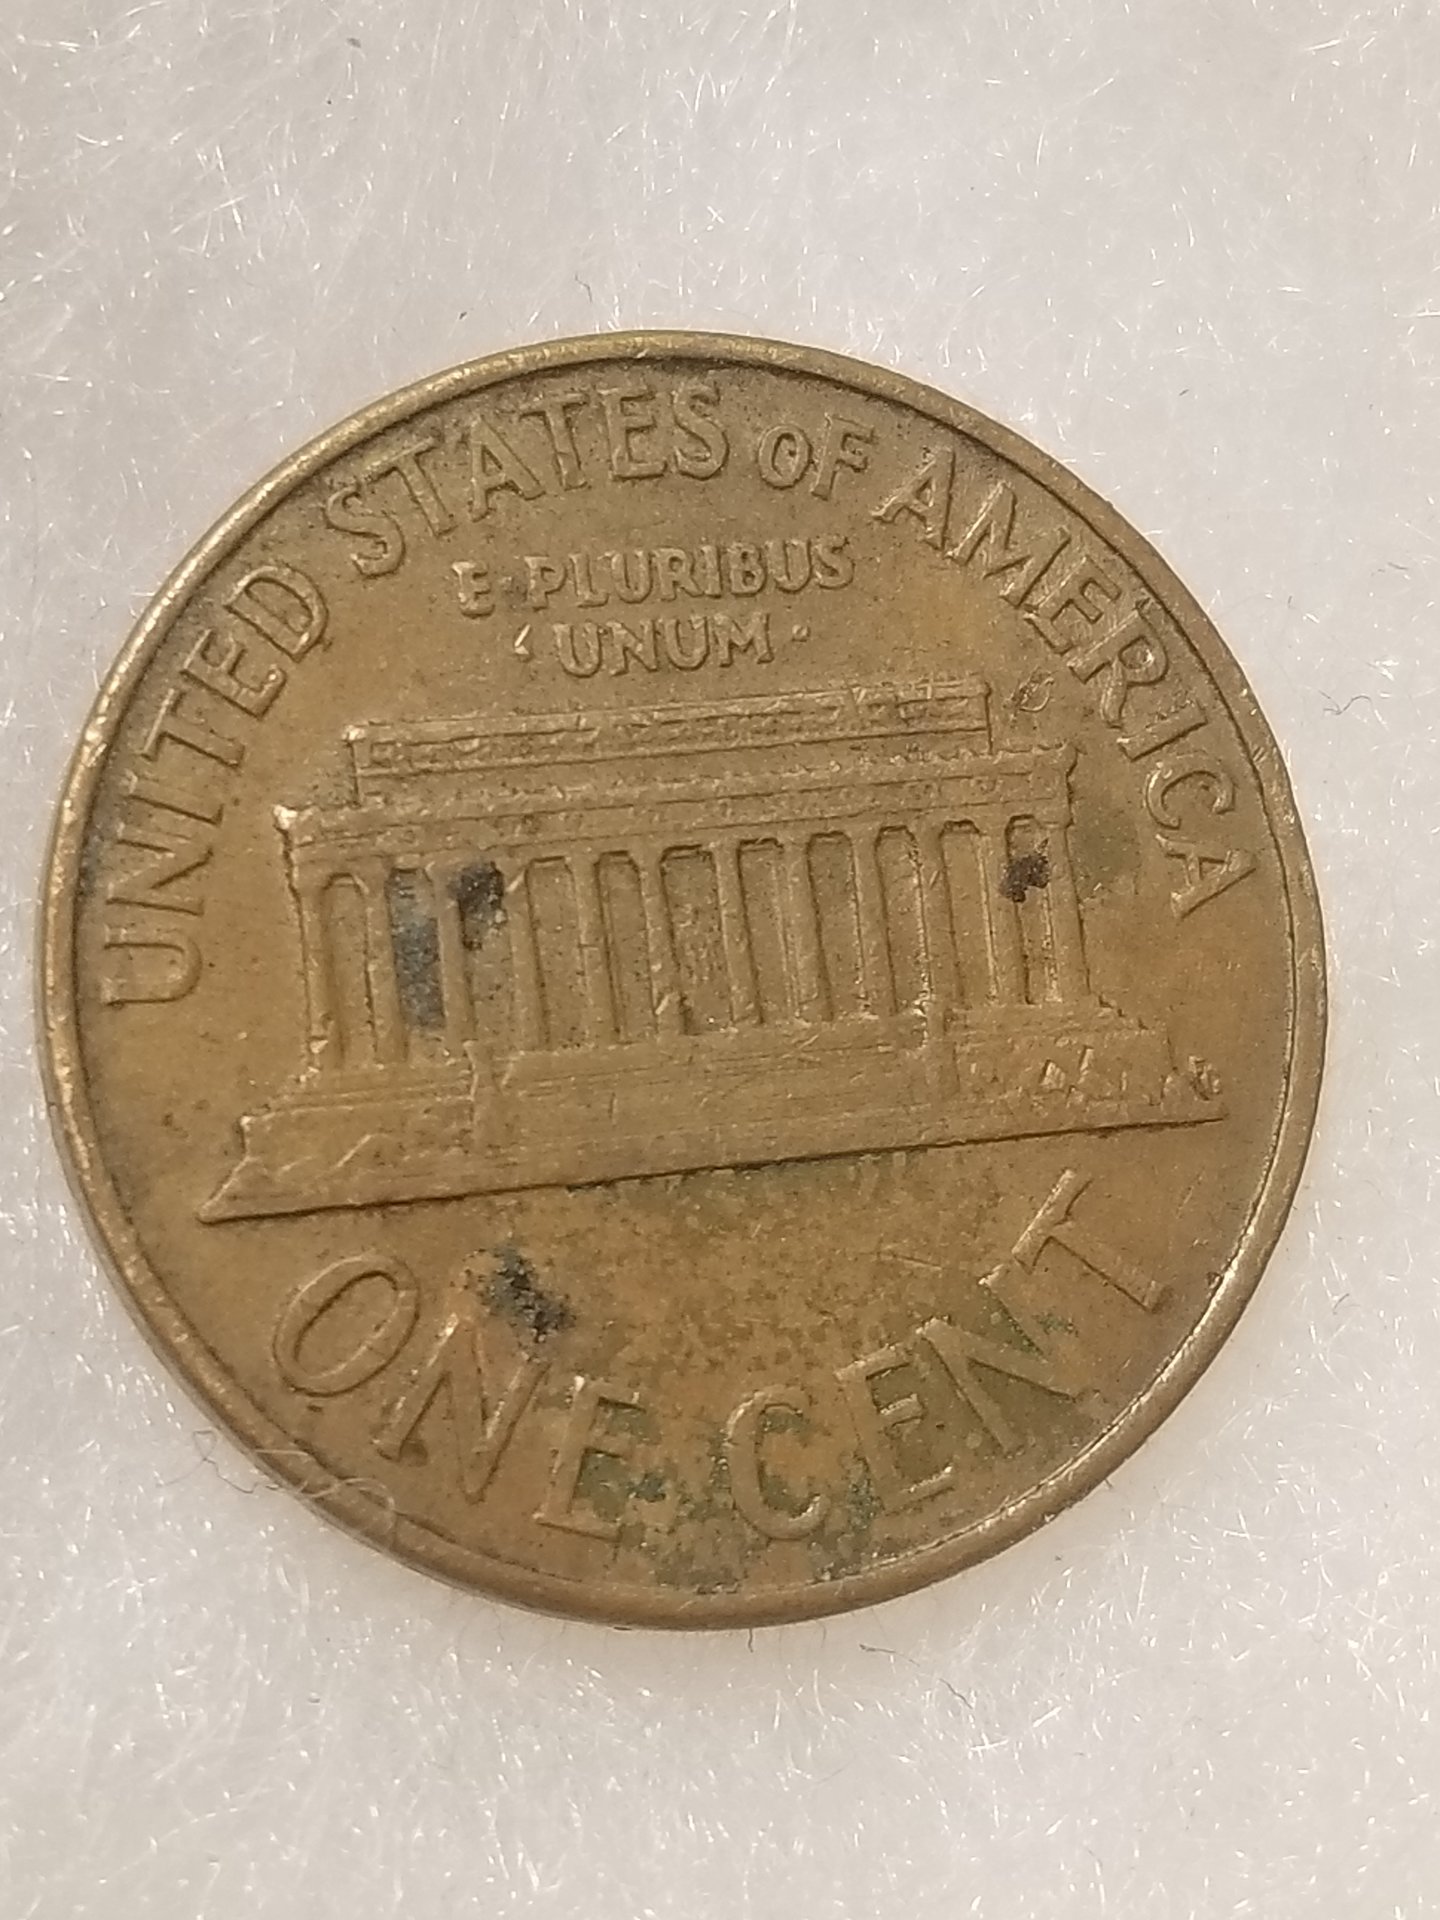 UNITED STATES OF AMERICA
E·PLURIBUS
·UNUM·
ONE CENT